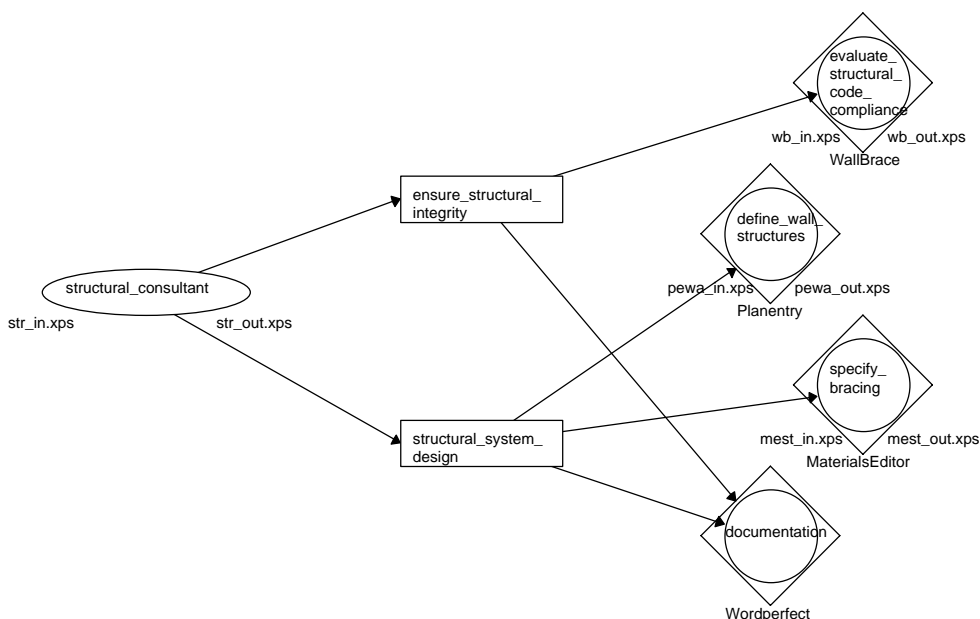 evaluate_
structural_
code_
compliance
wb_in.xps
wb_out.xps
WallBrace
ensure_structural_
integrity
define_wall_
structures
pewa_in.xps
pewa_out.xps
Planentry
structural_consultant
str_in.xps
str_out.xps
specify_
bracing
mest_in.xps
mest_out.xps
MaterialsEditor
structural_system_
design
documentation
Wordperfect